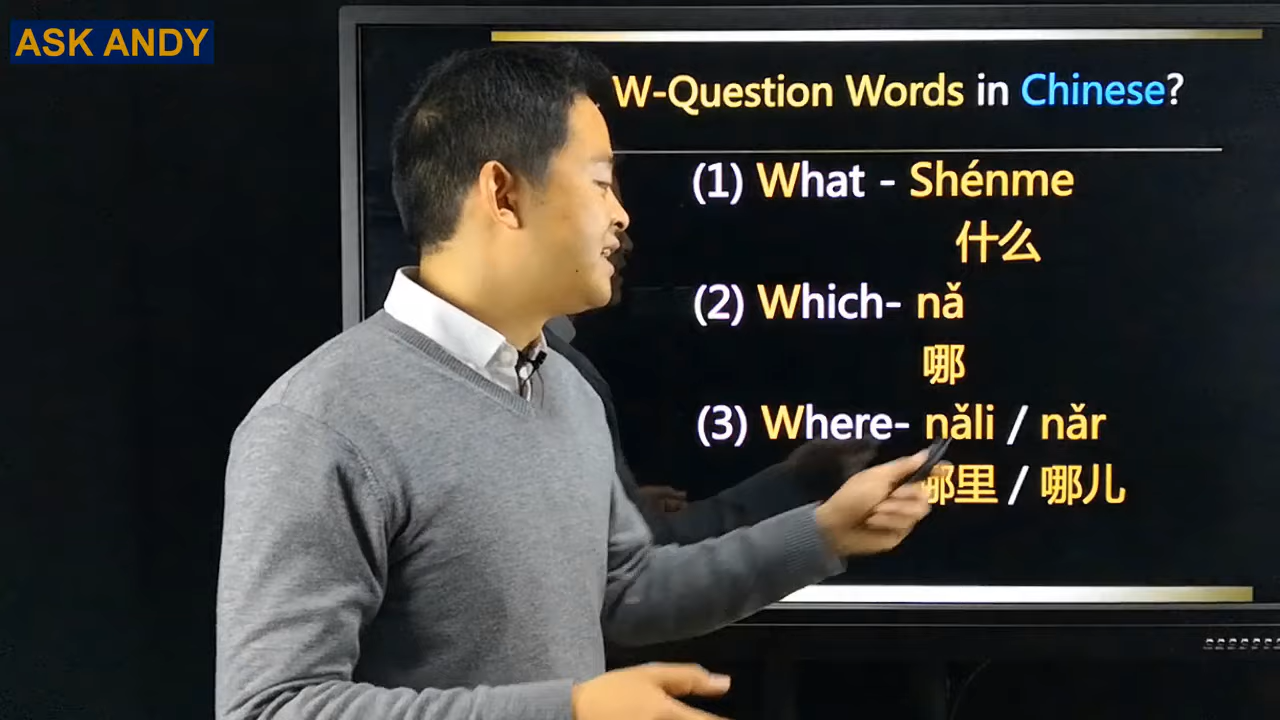 ASK ANDY
W-Question Words in Chinese?
(1) What - Shénme
什么
(2) Which- nǎ
哪
(3) Where- nǎli / nǎr
哪里 / 哪儿